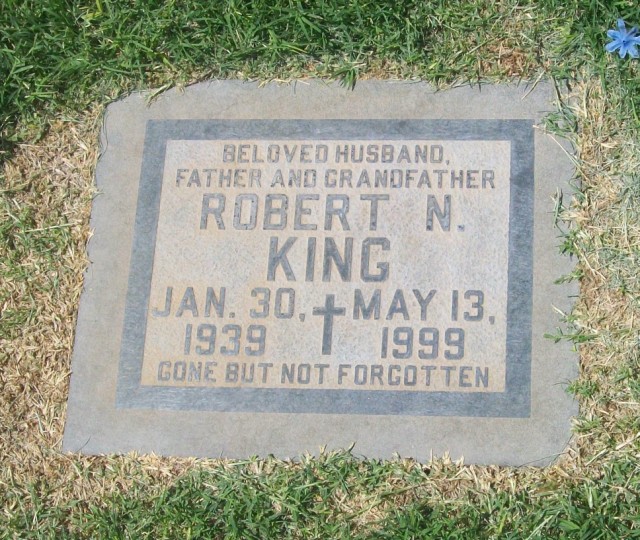 BELOVED HUSBAND,
FATHER AND GRANDFATHER
ROBERT N.
KING
JAN. 30, MAY 13,
1939 1999
GONE BUT NOT FORGOTTEN